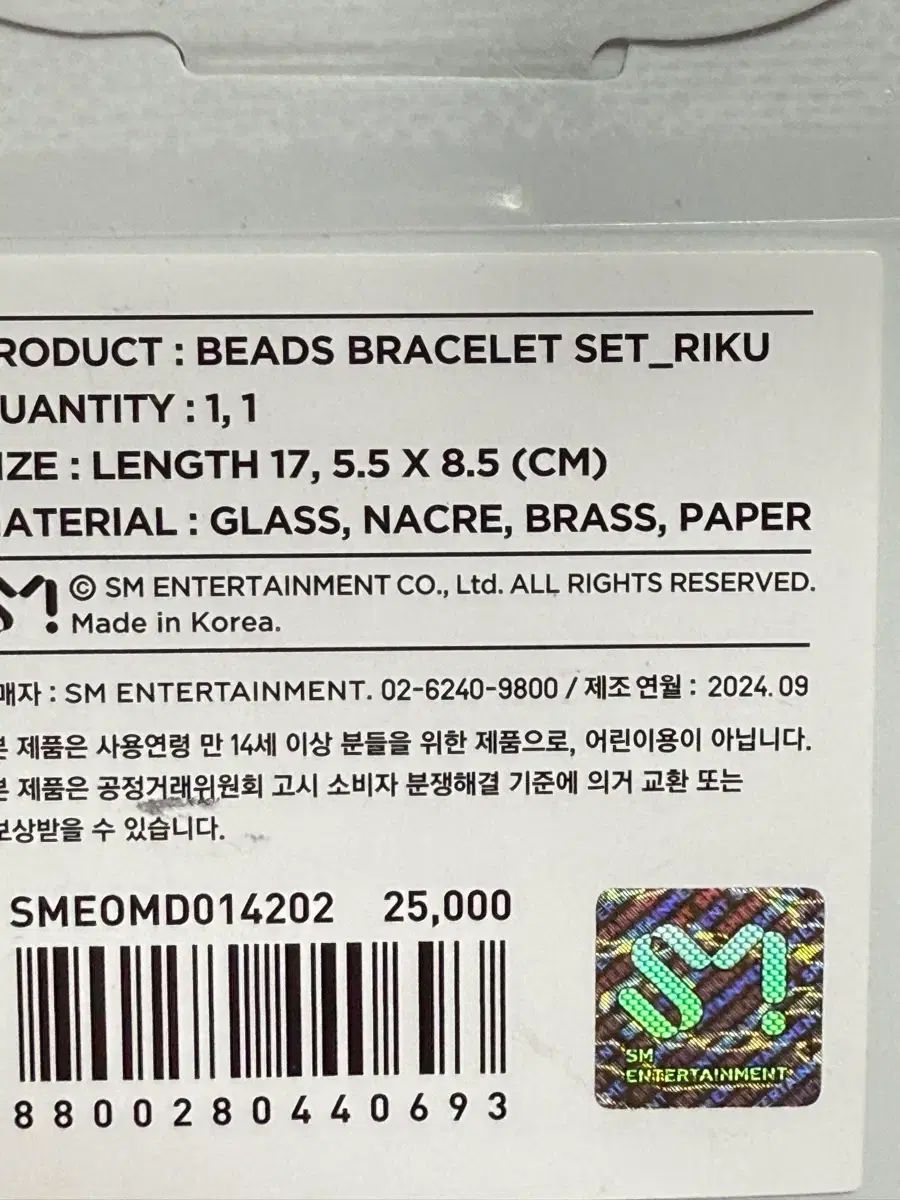 RODUCT : BEADS BRACELET SET_RIKU
UANTITY : 1, 1
IZE : LENGTH 17, 5.5 X 8.5 (CM)
ATERIAL : GLASS, NACRE, BRASS, PAPER
SM © SM ENTERTAINMENT CO., Ltd. ALL RIGHTS RESERVED.
Made in Korea.
매자 : SM ENTERTAINMENT. 02-6240-9800 / 제조연월 : 2024. 09
본 제품은 사용연령 만 14세 이상 분들을 위한 제품으로, 어린이용이 아닙니다.
본 제품은 공정거래위원회 고시 소비자 분쟁해결 기준에 의거 교환 또는
보상받을 수 있습니다.
SMEOMD014202 25,000
8800280440693
SM
SM
ENTERTAINMENT